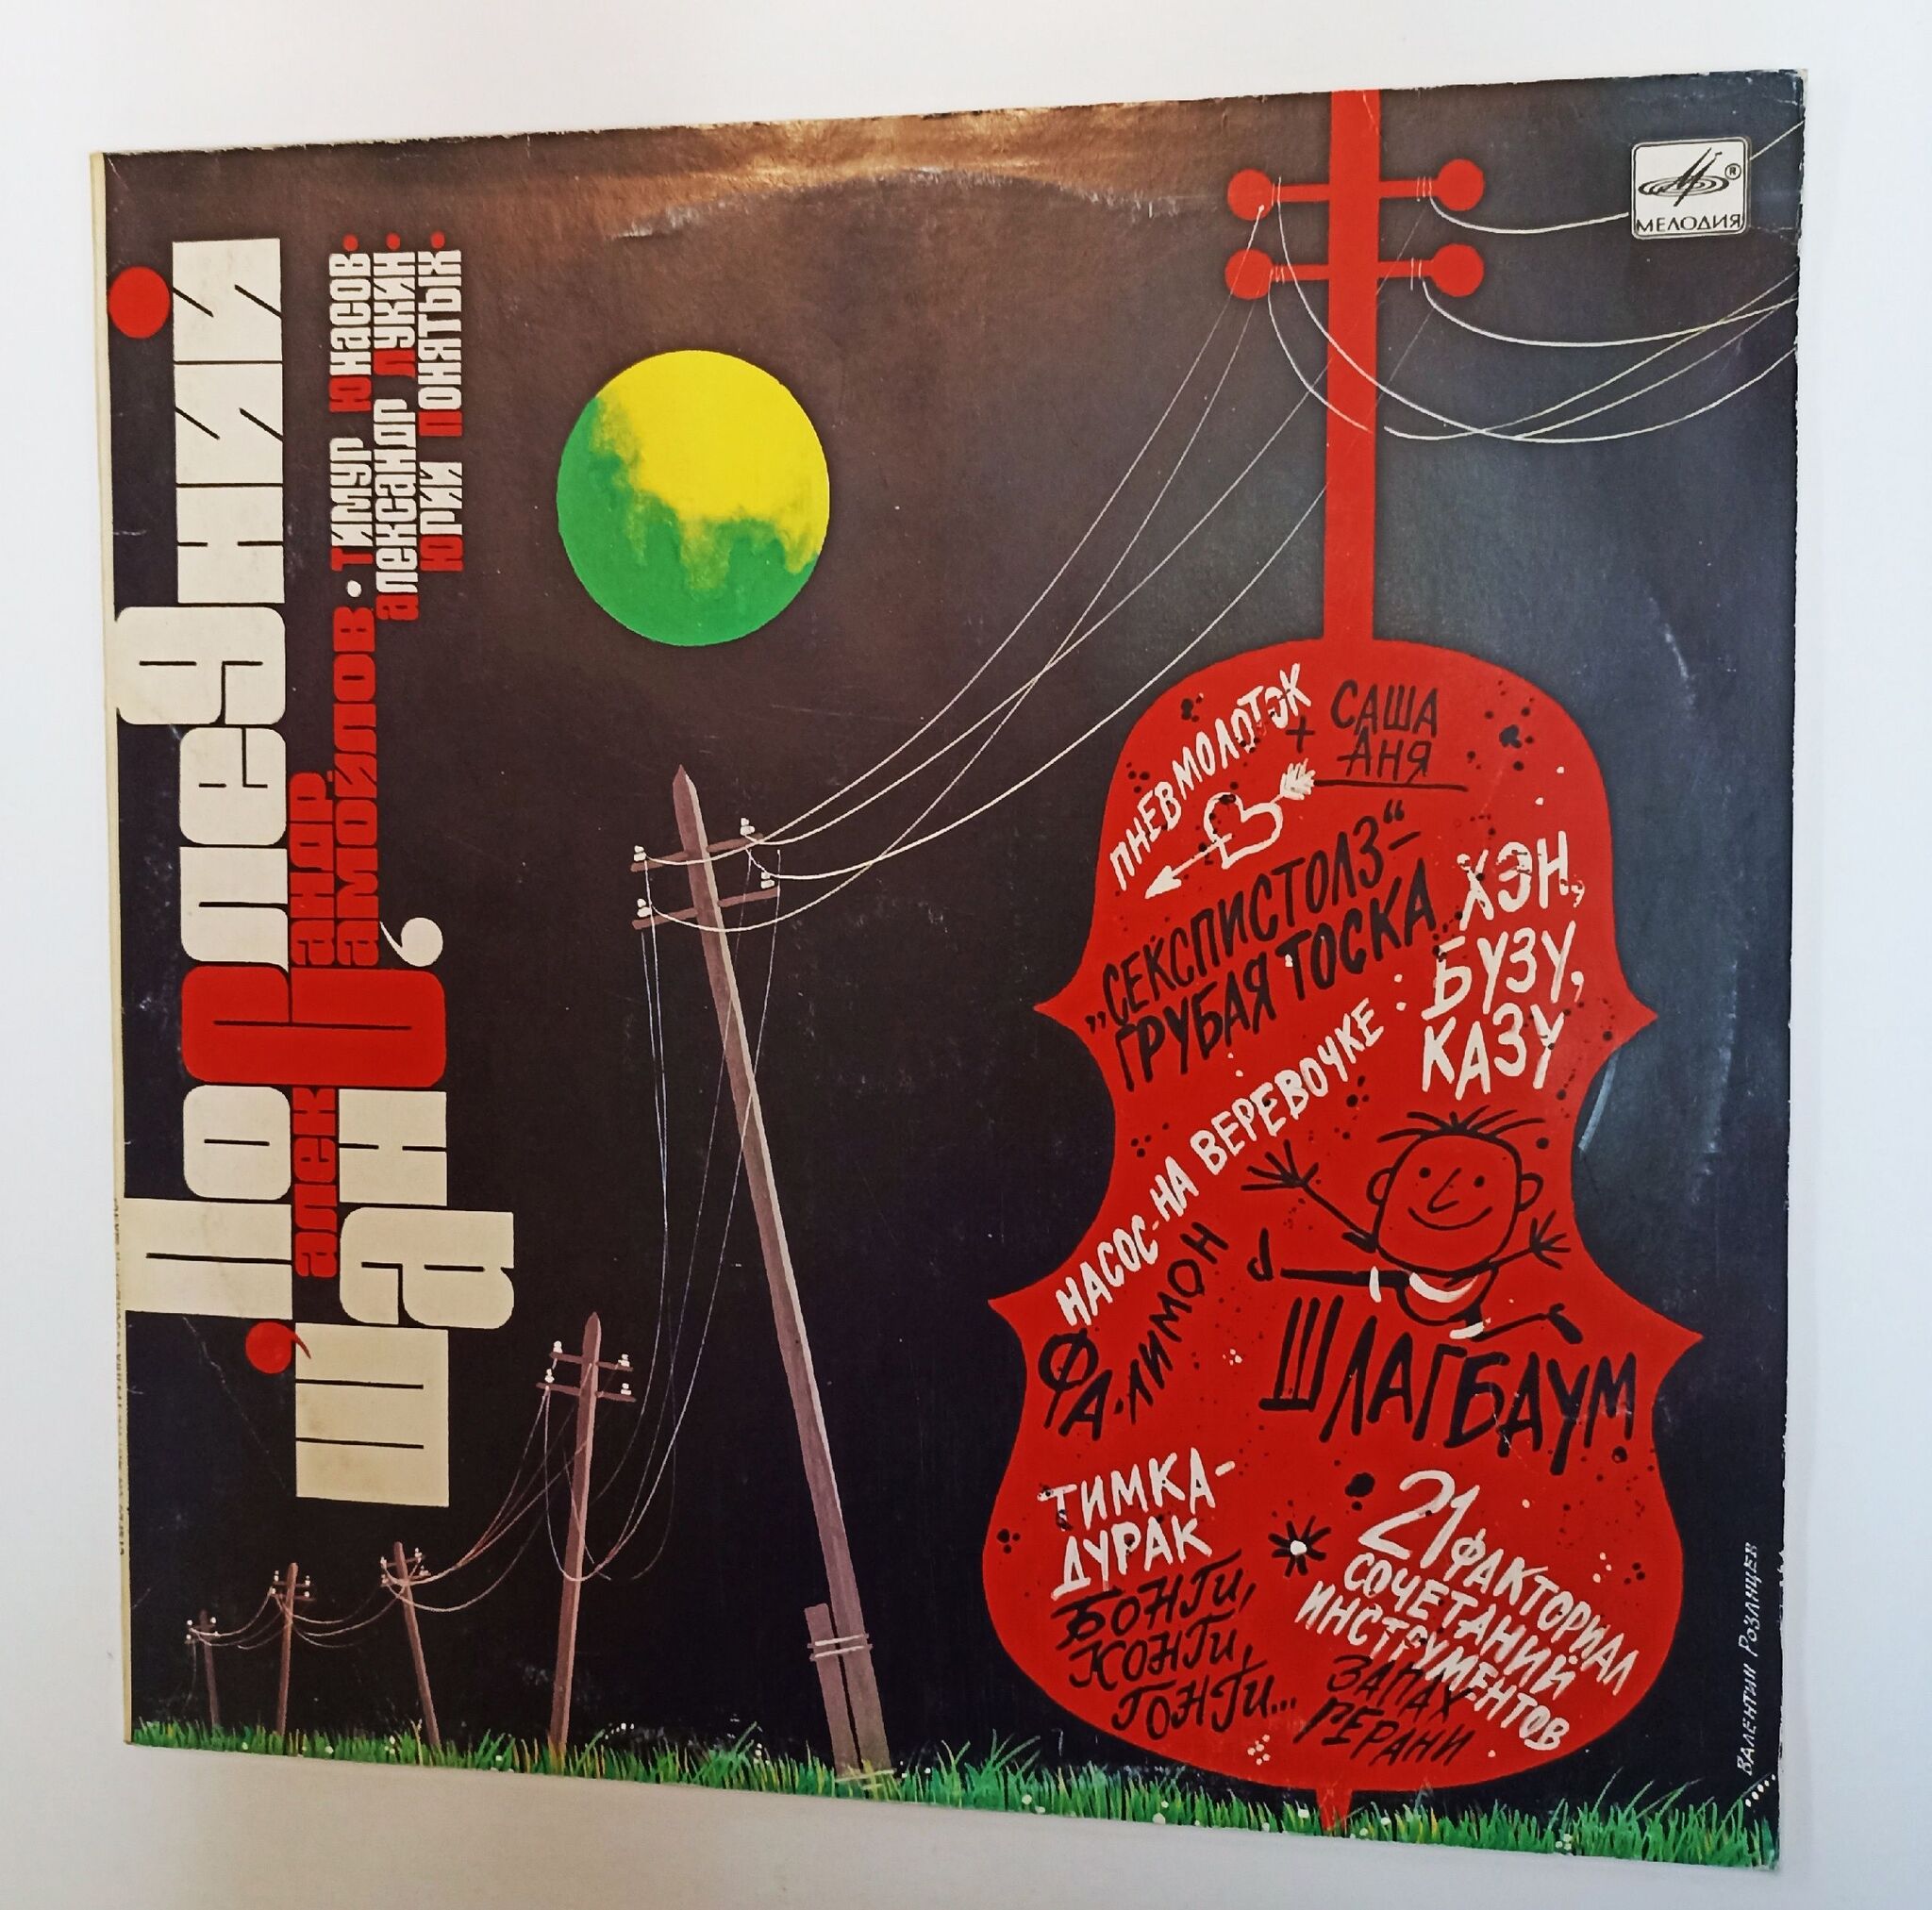 Последний
шанс,
александр самойлов • тимур юнасов •
александр лукин •
юрий понятых •
® МЕЛОДИЯ
ПНЕВМОЛОТОК
САША
+
АНЯ
„СЕКСПИСТОЛЗ“-
ГРУБАЯ ТОСКА
ХЭН,
БУЗУ,
КАЗУ
НАСОС-НА ВЕРЕВОЧКЕ :
ФА.ЛИМОН
ШЛАГБАУМ
ТИМКА-
ДУРАК
БОНГИ,
КОНГИ,
ГОНГИ...
21 ФАКТОРИАЛ
СОЧЕТАНИЙ
ИНСТРУМЕНТОВ
ЗАПАХ
ГЕРАНИ
ВАЛЕНТИН РОЗАНЦЕВ